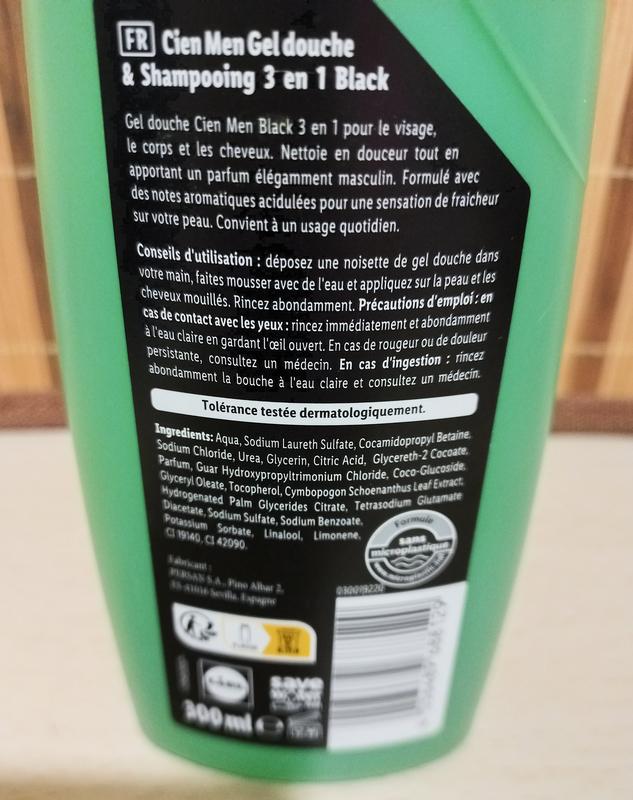 FR Cien Men Gel douche
& Shampooing 3 en 1 Black
Gel douche Cien Men Black 3 en 1 pour le visage,
le corps et les cheveux. Nettoie en douceur tout en
apportant un parfum élégamment masculin. Formulé avec
des notes aromatiques acidulées pour une sensation de fraicheur
sur votre peau. Convient à un usage quotidien.
Conseils d'utilisation : déposez une noisette de gel douche dans
votre main, faites mousser avec de l'eau et appliquez sur la peau et les
cheveux mouillés. Rincez abondamment. Précautions d'emploi : en
cas de contact avec les yeux : rincez immédiatement et abondamment
à l'eau claire en gardant l'œil ouvert. En cas de rougeur ou de douleur
persistante, consultez un médecin. En cas d'ingestion : rincez
abondamment la bouche à l'eau claire et consultez un médecin.
Tolérance testée dermatologiquement.
Ingredients: Aqua, Sodium Laureth Sulfate, Cocamidopropyl Betaine,
Sodium Chloride, Urea, Glycerin, Citric Acid, Glycereth-2 Cocoate,
Parfum, Guar Hydroxypropyltrimonium Chloride, Coco-Glucoside,
Glyceryl Oleate, Tocopherol, Cymbopogon Schoenanthus Leaf Extract,
Hydrogenated Palm Glycerides Citrate, Tetrasodium Glutamate
Diacetate, Sodium Sulfate, Sodium Benzoate,
Potassium Sorbate, Linalool, Limonene,
CI 19140, CI 42090.
Formule
sans
microplastique
Fabricant :
PERSAN S.A., Pino Albar 2,
ES-41016 Sevilla, Espagne
030019220
save
300 ml